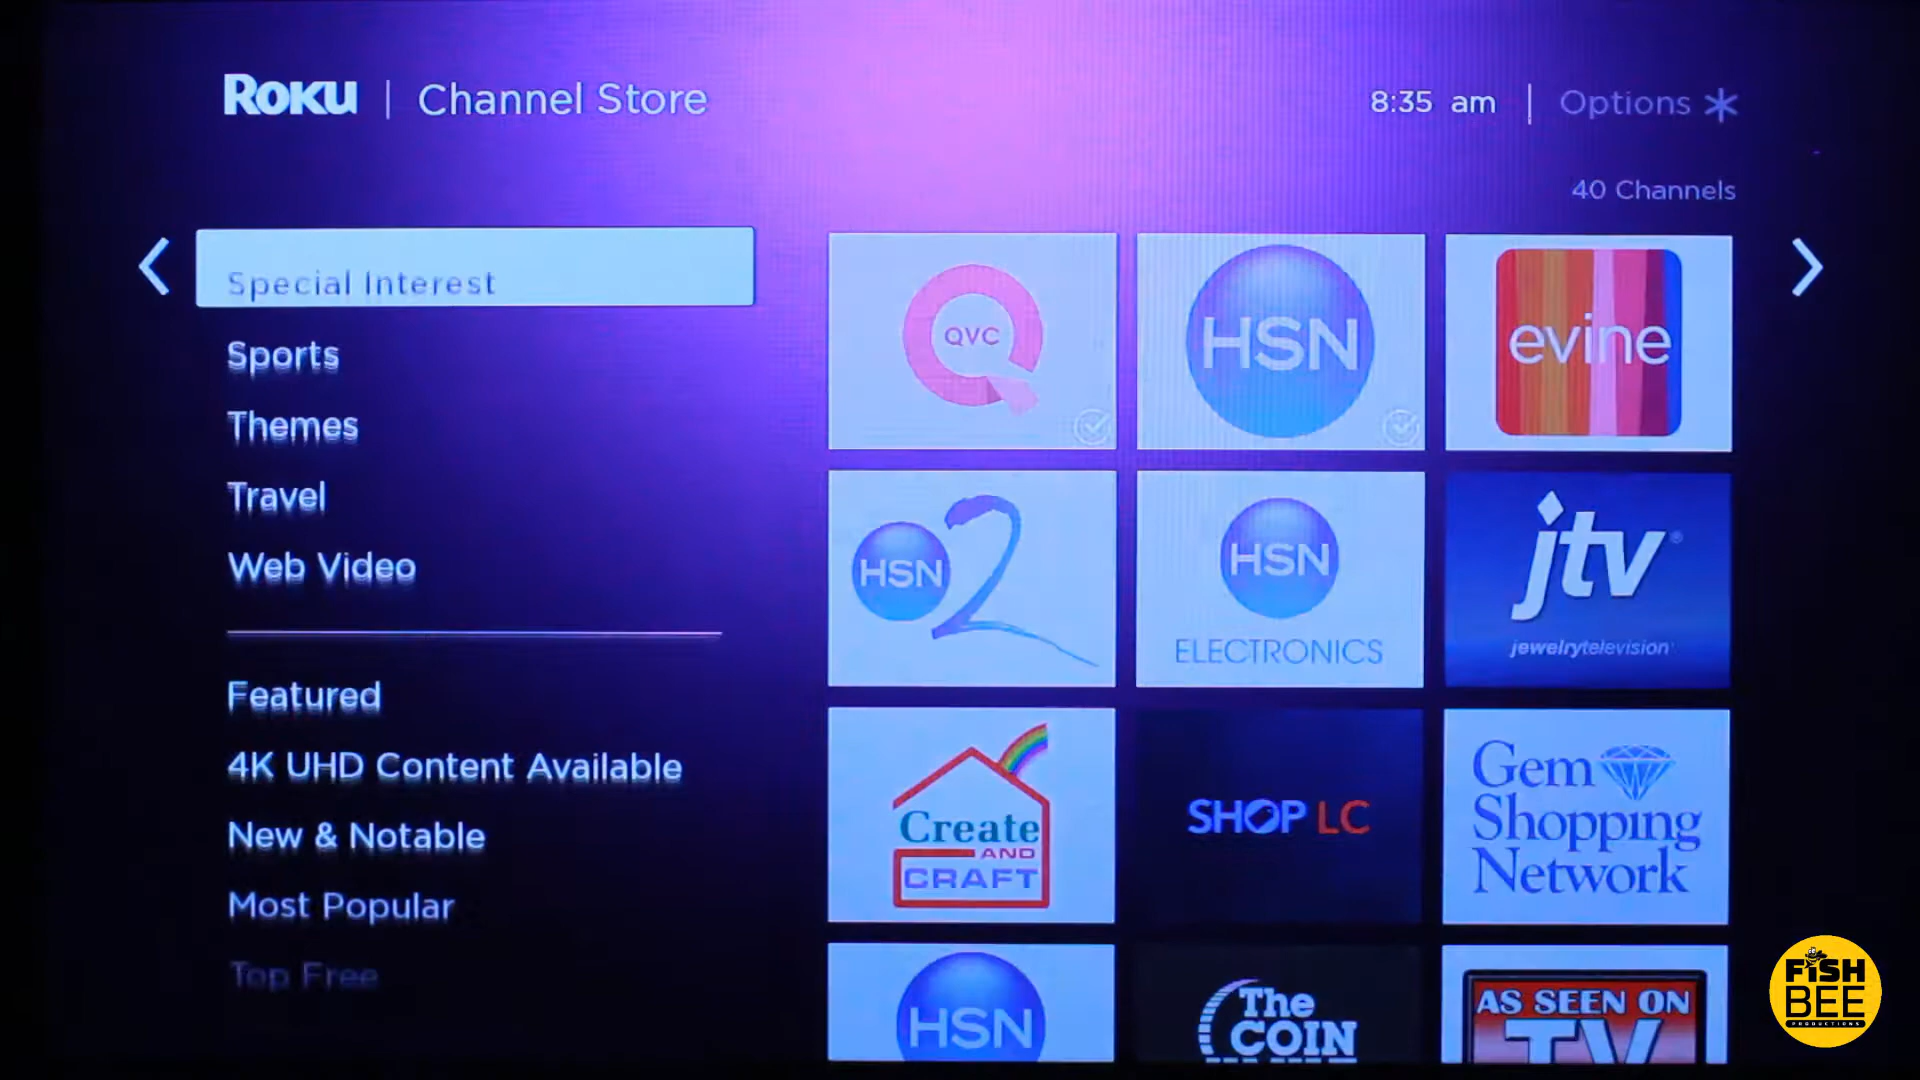 ROKU | Channel Store
8:35 am | Options *
40 Channels
Special Interest
Sports
Themes
Travel
Web Video
Featured
4K UHD Content Available
New & Notable
Most Popular
Top Free
QVC
HSN
evine
HSN 2
HSN
ELECTRONICS
jtv®
jewelrytelevision
Create
AND
CRAFT
SHOP LC
Gem
Shopping
Network
HSN
The
COIN
AS SEEN ON
TV
FISH
BEE
PRODUCTIONS